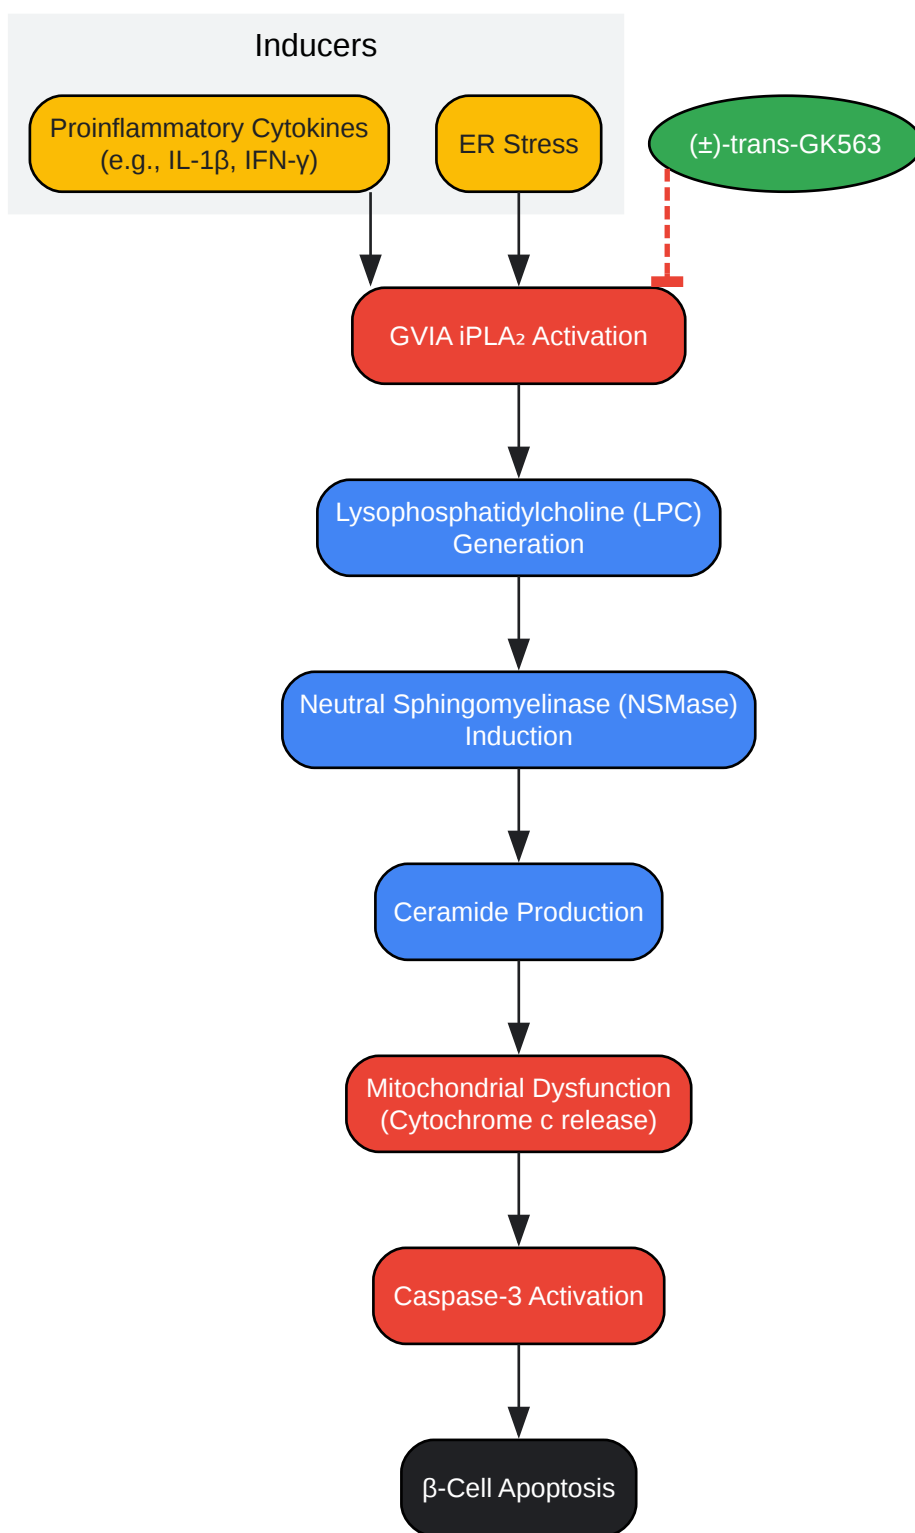 Inducers
Proinflammatory Cytokines
(e.g., IL-1β, IFN-γ)
ER Stress
(±)-trans-GK563
GVIA iPLA₂ Activation
Lysophosphatidylcholine (LPC)
Generation
Neutral Sphingomyelinase (NSMase)
Induction
Ceramide Production
Mitochondrial Dysfunction
(Cytochrome c release)
Caspase-3 Activation
β-Cell Apoptosis